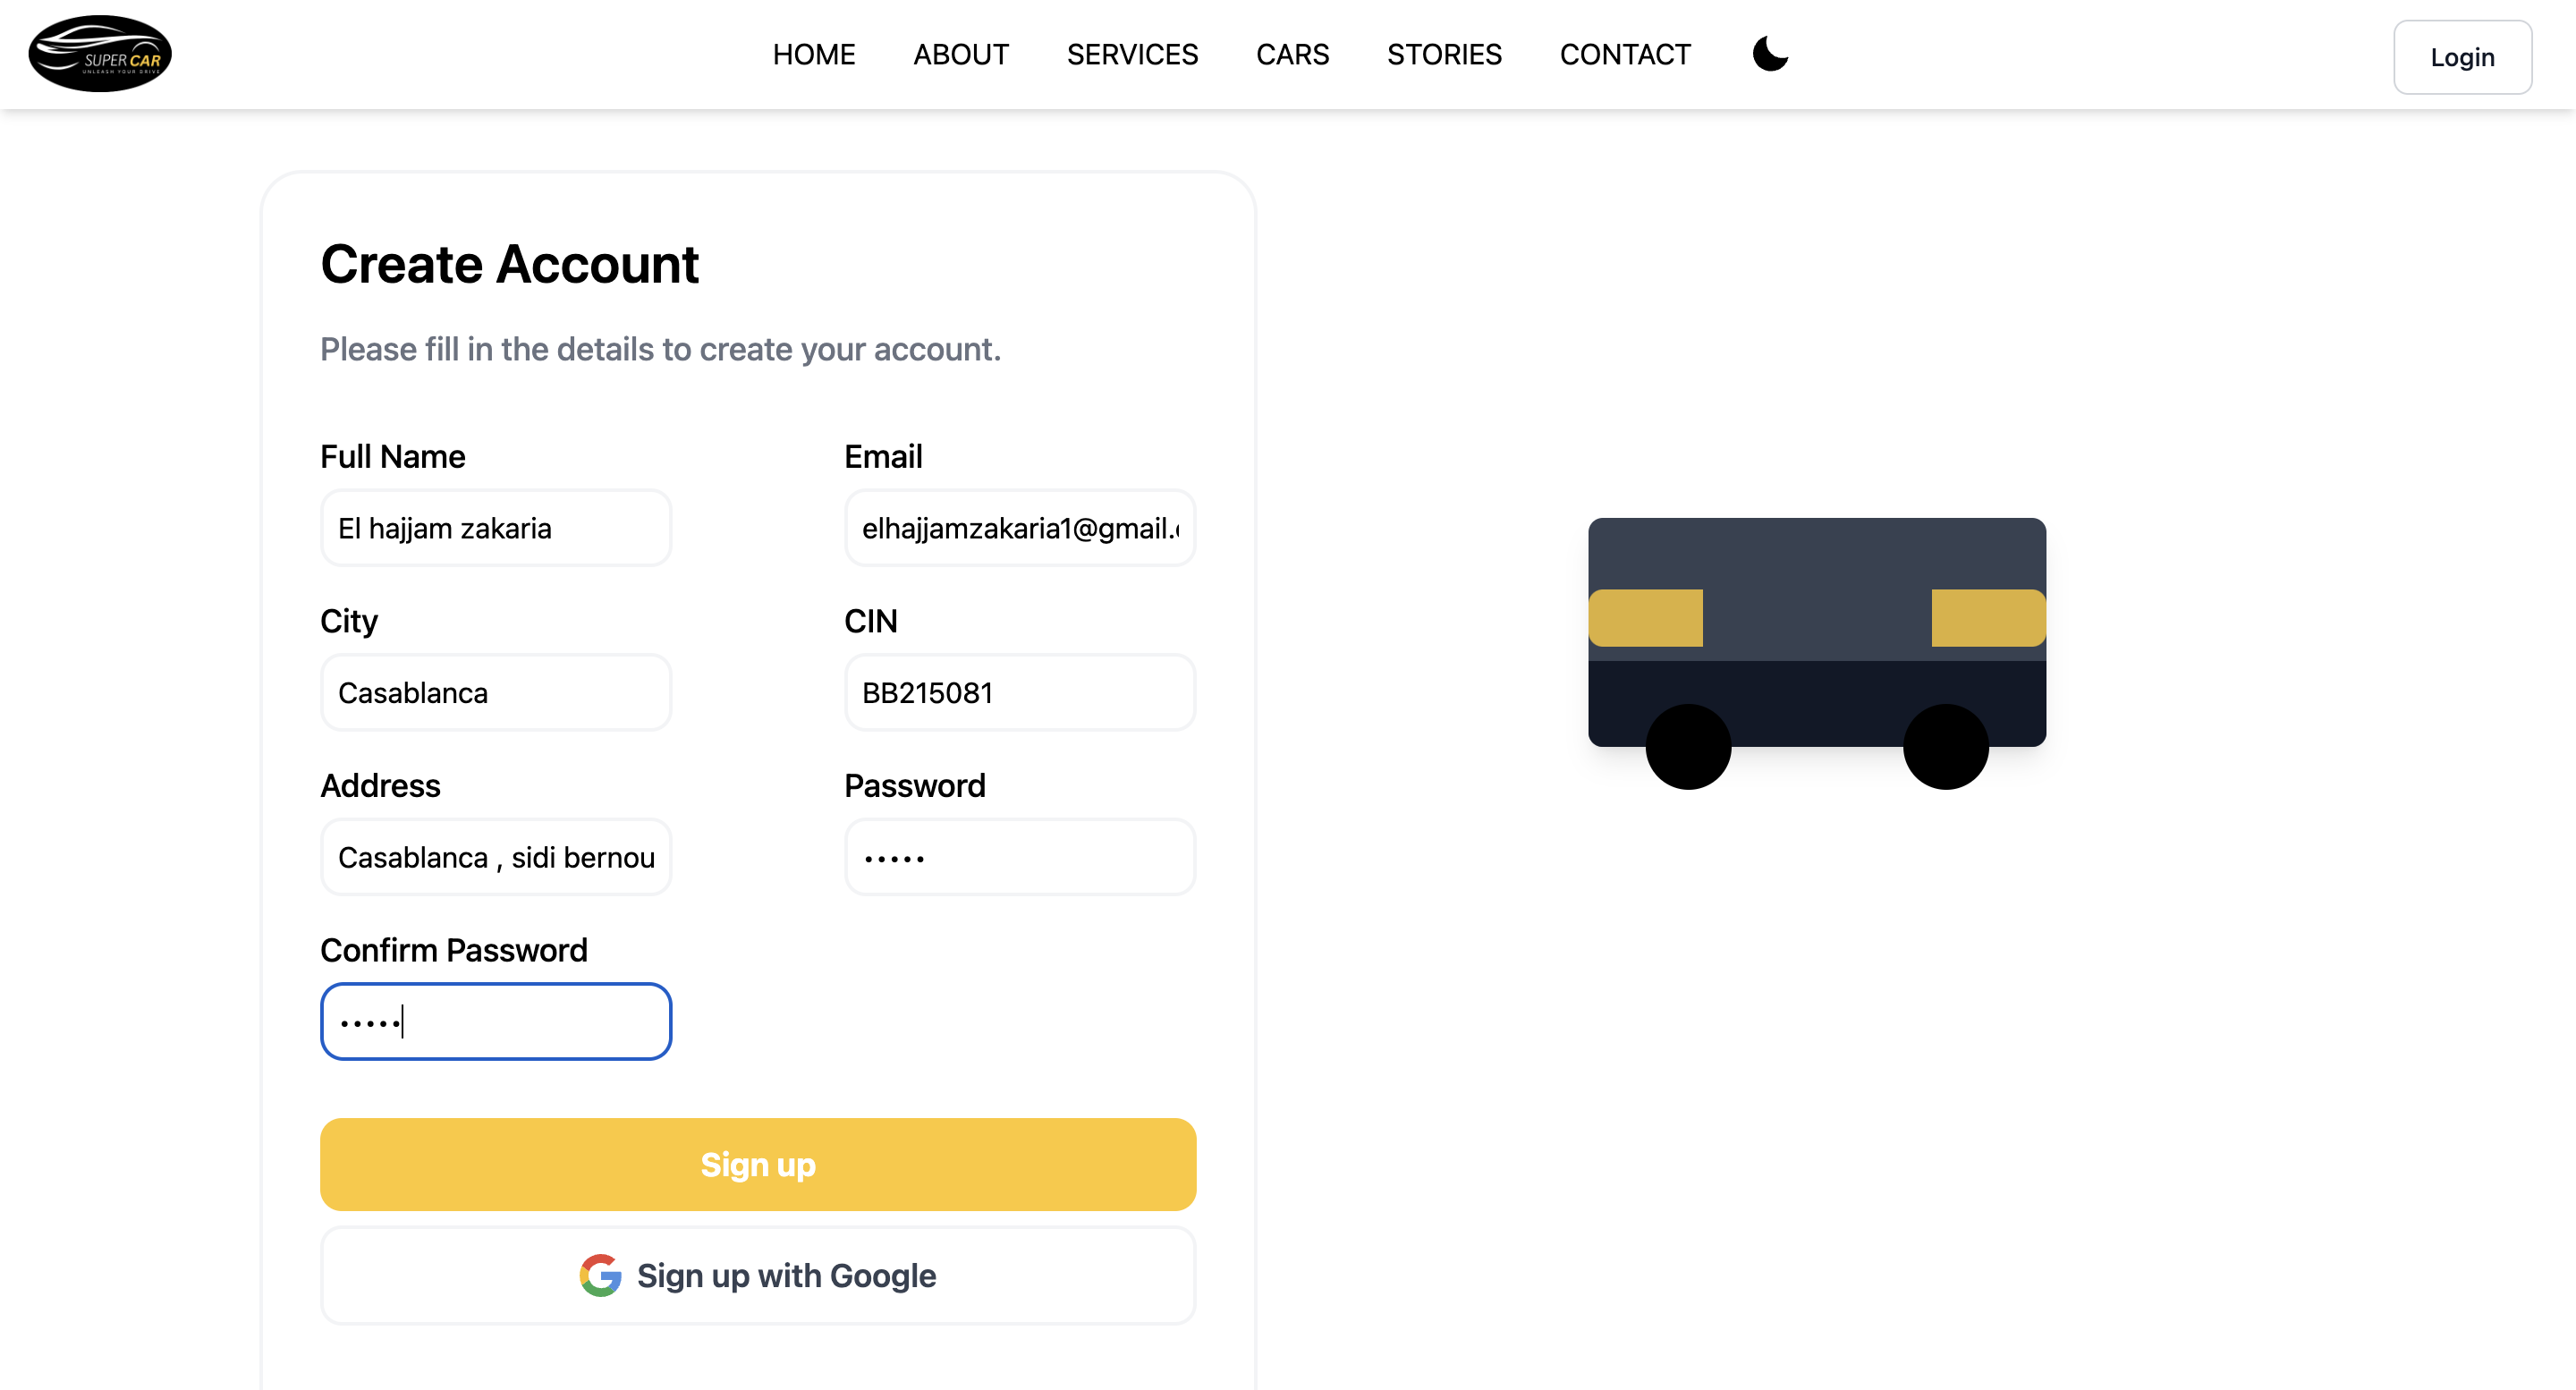 SUPER CAR
UNLEASH YOUR DRIVE
HOME ABOUT SERVICES CARS STORIES CONTACT
Login
Create Account
Please fill in the details to create your account.
Full Name Email
El hajjam zakaria elhajjamzakaria1@gmail.
City CIN
Casablanca BB215081
Address Password
Casablanca , sidi bernou •••••
Confirm Password
•••••
Sign up
Sign up with Google